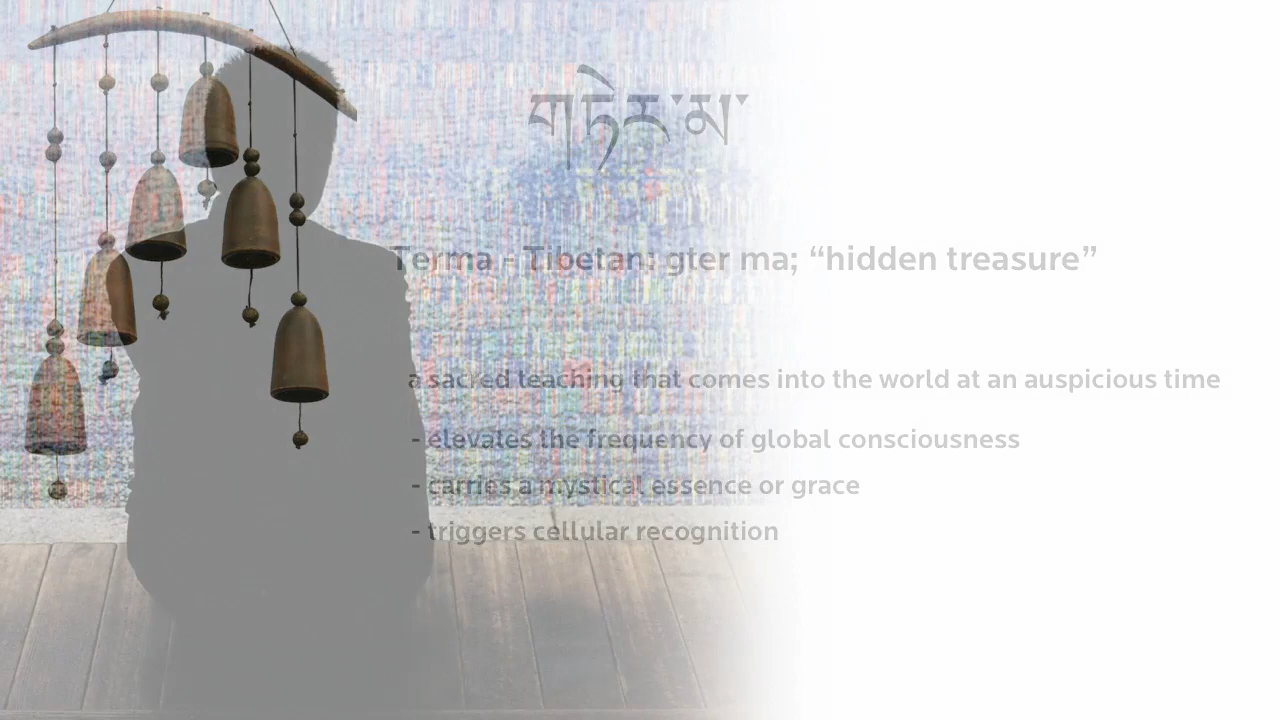 གཏེར་མ་
Terma - Tibetan: gter ma; “hidden treasure”
a sacred teaching that comes into the world at an auspicious time
- elevates the frequency of global consciousness
- carries a mystical essence or grace
- triggers cellular recognition